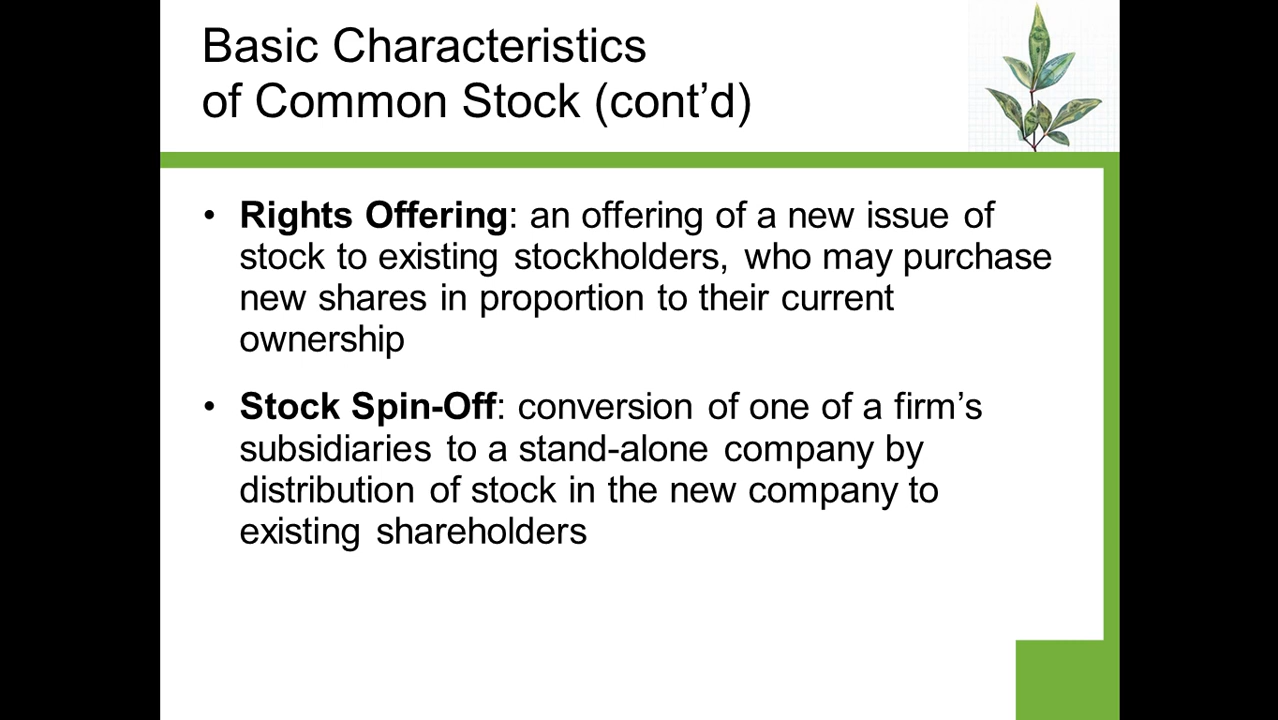 Basic Characteristics
of Common Stock (cont’d)
• Rights Offering: an offering of a new issue of
stock to existing stockholders, who may purchase
new shares in proportion to their current
ownership
• Stock Spin-Off: conversion of one of a firm’s
subsidiaries to a stand-alone company by
distribution of stock in the new company to
existing shareholders